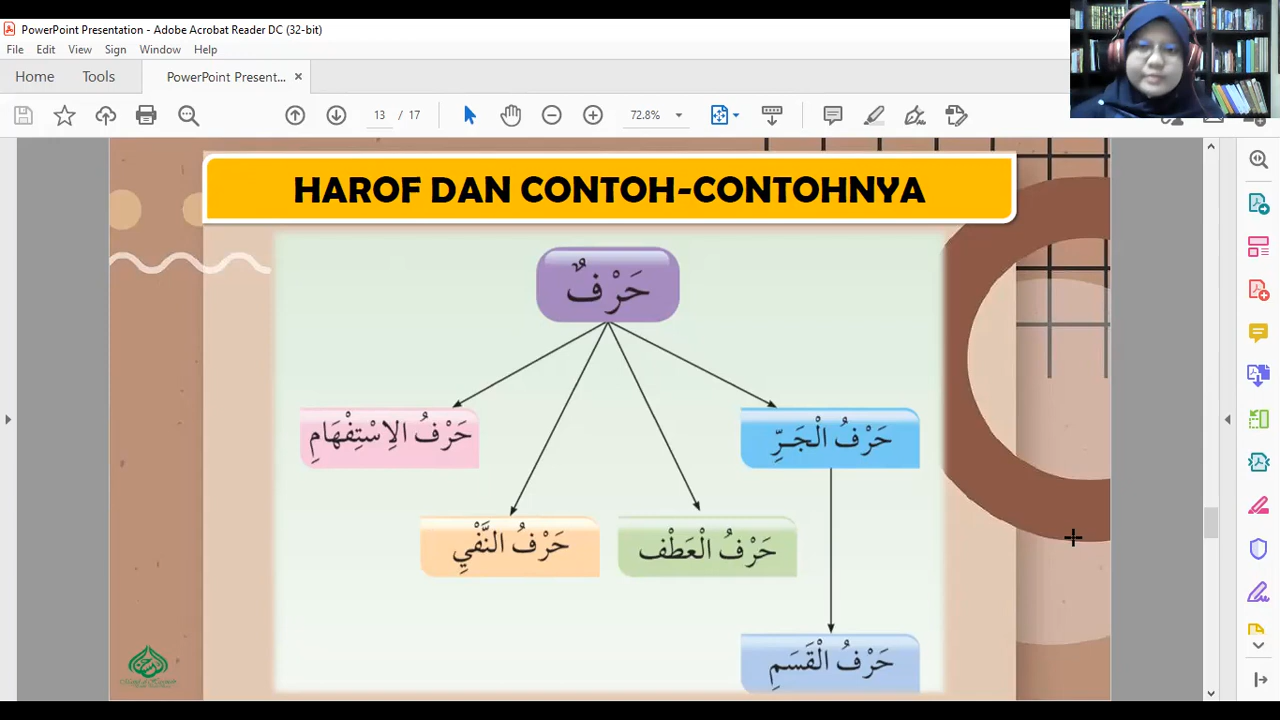 PowerPoint Presentation - Adobe Acrobat Reader DC (32-bit)
File Edit View Sign Window Help
Home Tools PowerPoint Present... ×
13 / 17 72.8%
HAROF DAN CONTOH-CONTOHNYA
حَرْفٌ
حَرْفُ الْجَرِّ
حَرْفُ الِاسْتِفْهَامِ
حَرْفُ الْعَطْف
حَرْفُ النَّفْيِ
حَرْفُ الْقَسَمِ